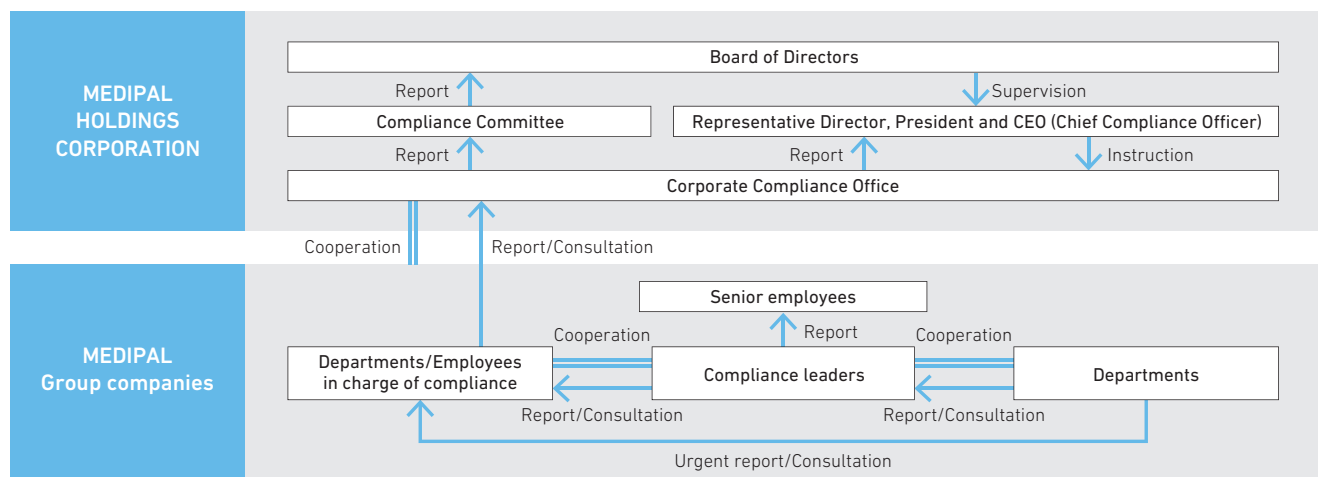 MEDIPAL
HOLDINGS
CORPORATION
Board of Directors
Report
Supervision
Compliance Committee
Representative Director, President and CEO (Chief Compliance Officer)
Report
Report
Instruction
Corporate Compliance Office
Cooperation
Report/Consultation
MEDIPAL
Group companies
Senior employees
Cooperation
Report
Cooperation
Departments/Employees
in charge of compliance
Compliance leaders
Departments
Report/Consultation
Report/Consultation
Urgent report/Consultation